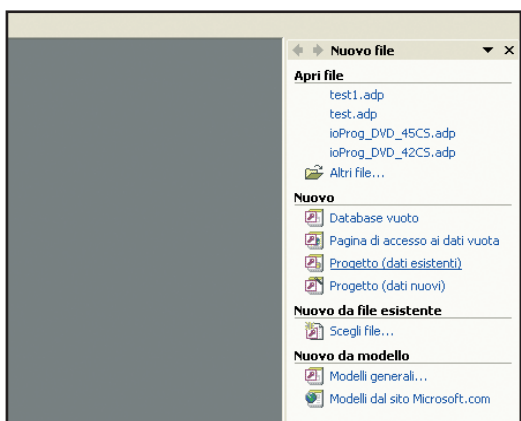 Nuovo file
Apri file
test1.adp
test.adp
ioProg_DVD_45CS.adp
ioProg_DVD_42CS.adp
Altri file...
Nuovo
Database vuoto
Pagina di accesso ai dati vuota
Progetto (dati esistenti)
Progetto (dati nuovi)
Nuovo da file esistente
Scegli file...
Nuovo da modello
Modelli generali...
Modelli dal sito Microsoft.com